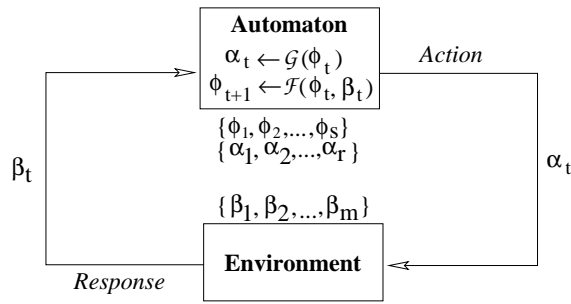 Automaton
α_t ← 𝒢(ϕ_t)
ϕ_{t+1} ← ℱ(ϕ_t, β_t)
Action
{ϕ_1, ϕ_2,...,ϕ_s}
{α_1, α_2,...,α_r}
β_t
α_t
{β_1, β_2,...,β_m}
Environment
Response